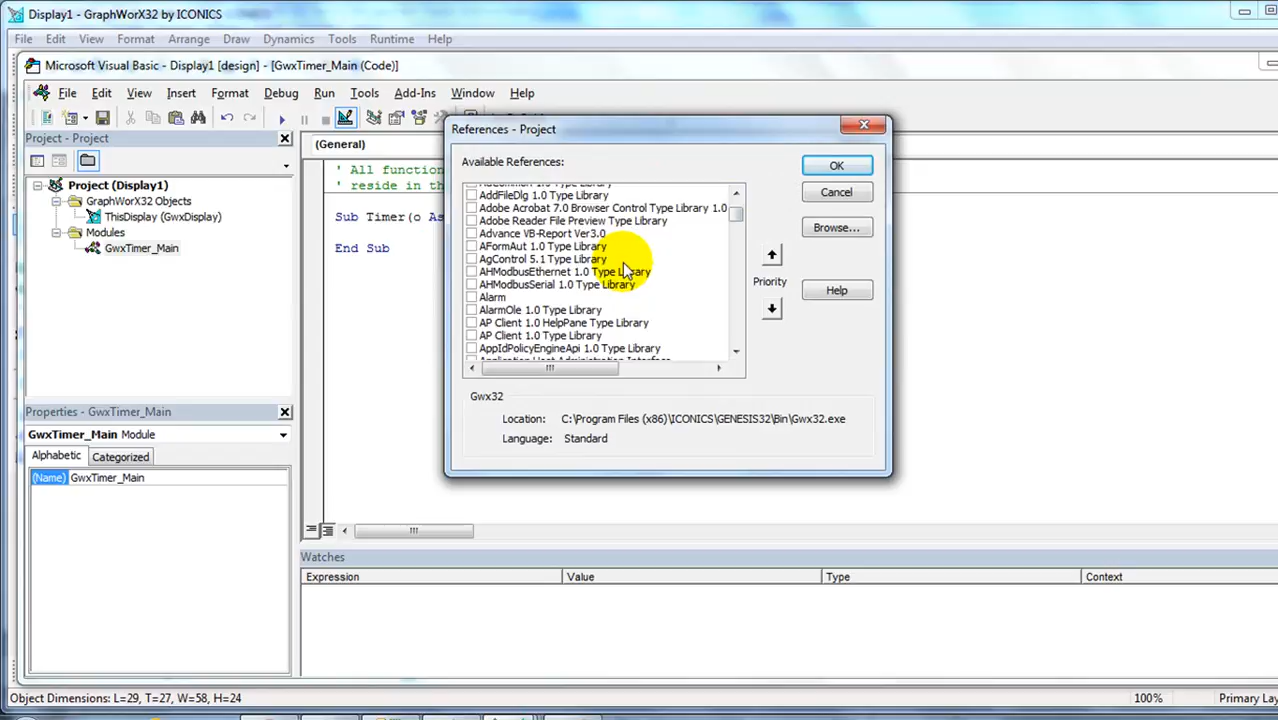 Display1 - GraphWorX32 by ICONICS
File Edit View Format Arrange Draw Dynamics Tools Runtime Help
Microsoft Visual Basic - Display1 [design] - [GwxTimer_Main (Code)]
File Edit View Insert Format Debug Run Tools Add-Ins Window Help
Project - Project
Project (Display1)
GraphWorX32 Objects
ThisDisplay (GwxDisplay)
Modules
GwxTimer_Main
Properties - GwxTimer_Main
GwxTimer_Main Module
Alphabetic Categorized
(Name) GwxTimer_Main
(General)
' All function
' reside in th
Sub Timer(o As
End Sub
References - Project
Available References:
AddFileDlg 1.0 Type Library
Adobe Acrobat 7.0 Browser Control Type Library 1.0
Adobe Reader File Preview Type Library
Advance VB-Report Ver3.0
AFormAut 1.0 Type Library
AgControl 5.1 Type Library
AHModbusEthernet 1.0 Type Library
AHModbusSerial 1.0 Type Library
Alarm
AlarmOle 1.0 Type Library
AP Client 1.0 HelpPane Type Library
AP Client 1.0 Type Library
AppIdPolicyEngineApi 1.0 Type Library
OK
Cancel
Browse...
Priority
Help
Gwx32
Location: C:\Program Files (x86)\ICONICS\GENESIS32\Bin\Gwx32.exe
Language: Standard
Watches
Expression Value Type Context
Object Dimensions: L=29, T=27, W=58, H=24 100% Primary Lay